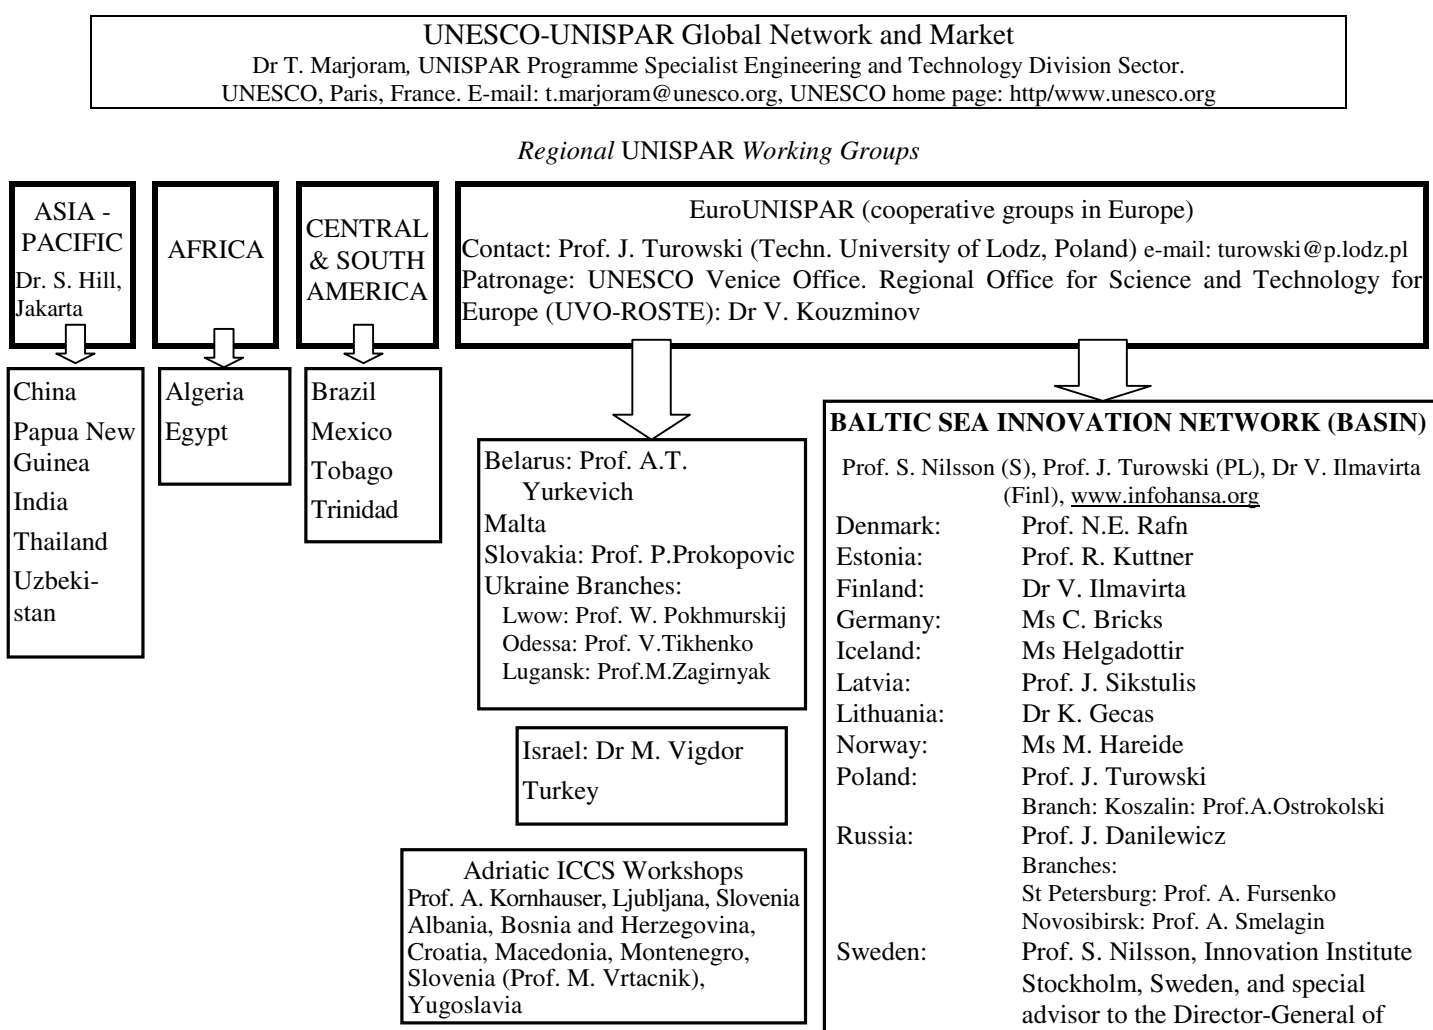 UNESCO-UNISPAR Global Network and Market
Dr T. Marjoram, UNISPAR Programme Specialist Engineering and Technology Division Sector.
UNESCO, Paris, France. E-mail: t.marjoram@unesco.org, UNESCO home page: http/www.unesco.org
Regional UNISPAR Working Groups
ASIA -
PACIFIC
Dr. S. Hill,
Jakarta
AFRICA
CENTRAL
& SOUTH
AMERICA
EuroUNISPAR (cooperative groups in Europe)
Contact: Prof. J. Turowski (Techn. University of Lodz, Poland) e-mail: turowski@p.lodz.pl
Patronage: UNESCO Venice Office. Regional Office for Science and Technology for
Europe (UVO-ROSTE): Dr V. Kouzminov
China
Papua New
Guinea
India
Thailand
Uzbeki-
stan
Algeria
Egypt
Brazil
Mexico
Tobago
Trinidad
Belarus: Prof. A.T.
Yurkevich
Malta
Slovakia: Prof. P.Prokopovic
Ukraine Branches:
Lwow: Prof. W. Pokhmurskij
Odessa: Prof. V.Tikhenko
Lugansk: Prof.M.Zagirnyak
Israel: Dr M. Vigdor
Turkey
Adriatic ICCS Workshops
Prof. A. Kornhauser, Ljubljana, Slovenia
Albania, Bosnia and Herzegovina,
Croatia, Macedonia, Montenegro,
Slovenia (Prof. M. Vrtacnik),
Yugoslavia
BALTIC SEA INNOVATION NETWORK (BASIN)
Prof. S. Nilsson (S), Prof. J. Turowski (PL), Dr V. Ilmavirta
(Finl), www.infohansa.org
Denmark: Prof. N.E. Rafn
Estonia: Prof. R. Kuttner
Finland: Dr V. Ilmavirta
Germany: Ms C. Bricks
Iceland: Ms Helgadottir
Latvia: Prof. J. Sikstulis
Lithuania: Dr K. Gecas
Norway: Ms M. Hareide
Poland: Prof. J. Turowski
Branch: Koszalin: Prof.A.Ostrokolski
Russia: Prof. J. Danilewicz
Branches:
St Petersburg: Prof. A. Fursenko
Novosibirsk: Prof. A. Smelagin
Sweden: Prof. S. Nilsson, Innovation Institute
Stockholm, Sweden, and special
advisor to the Director-General of